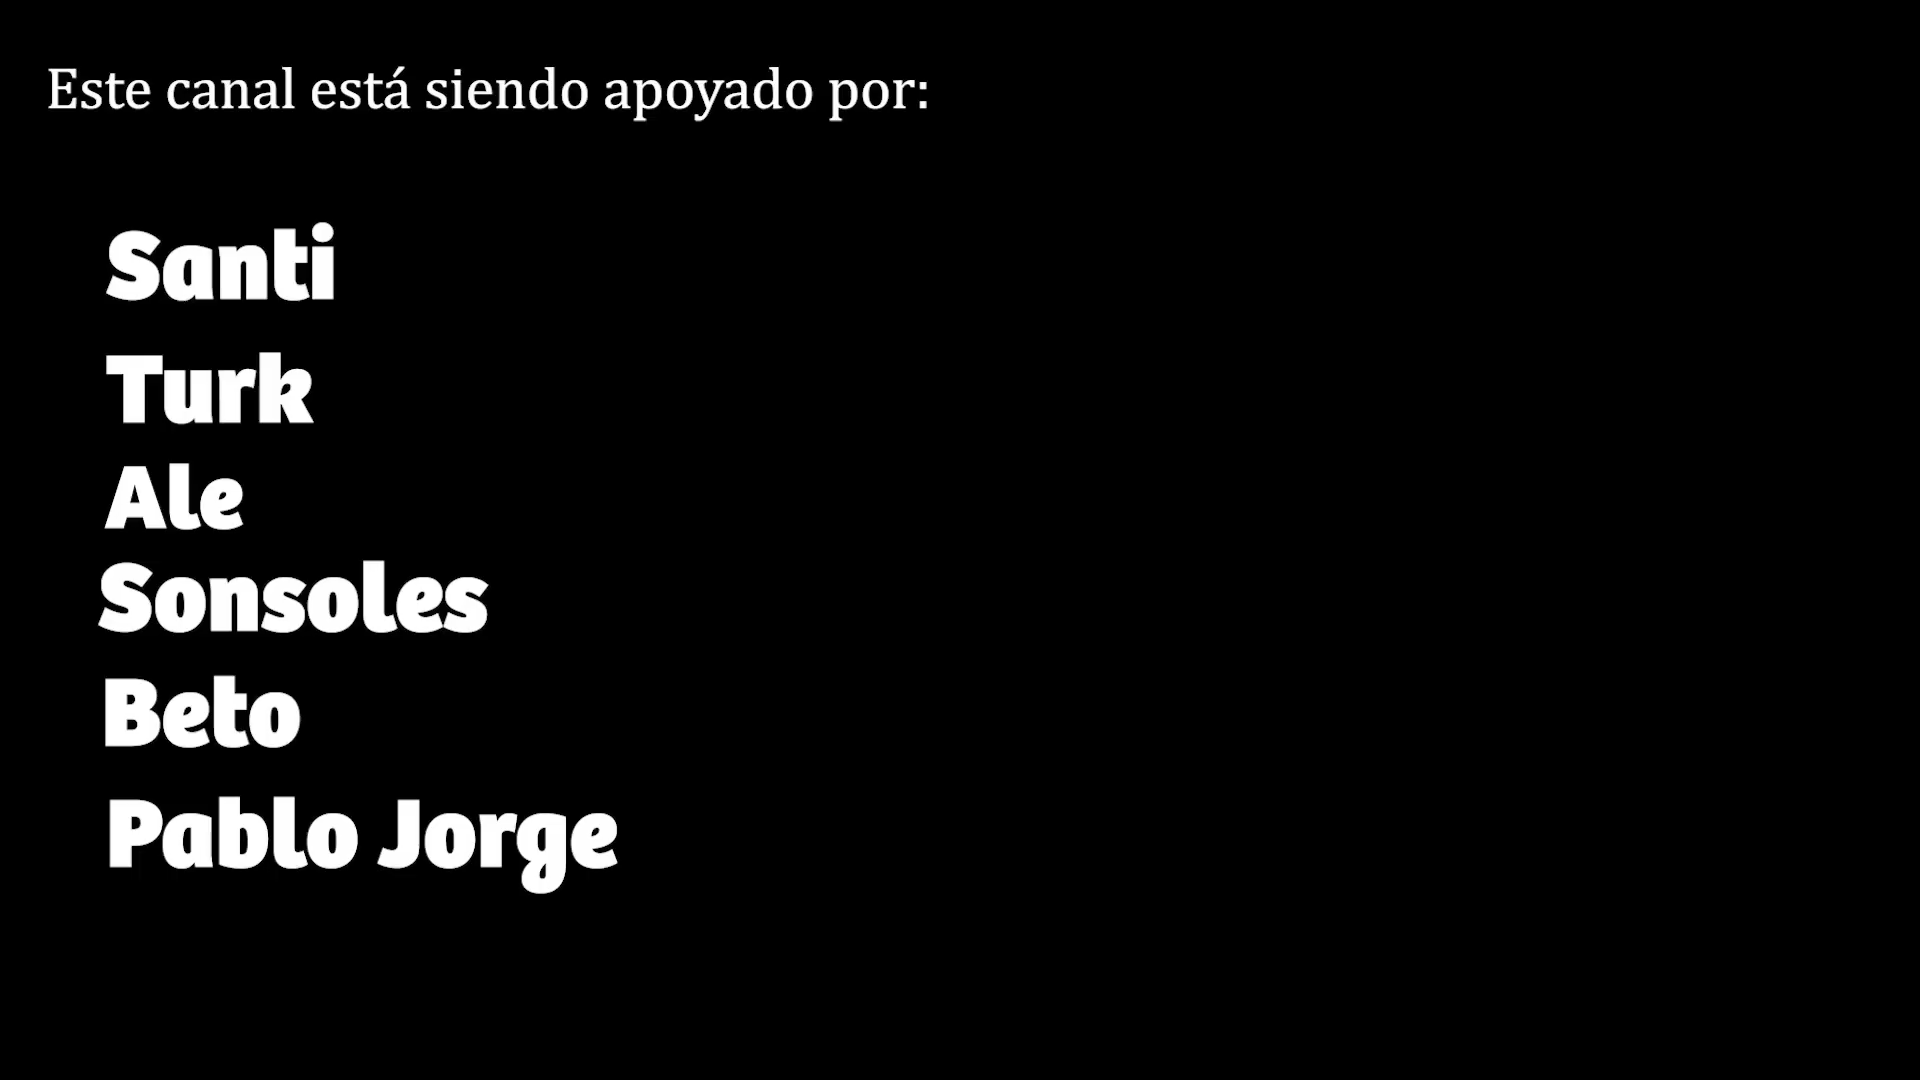 Este canal está siendo apoyado por:
Santi
Turk
Ale
Sonsoles
Beto
Pablo Jorge